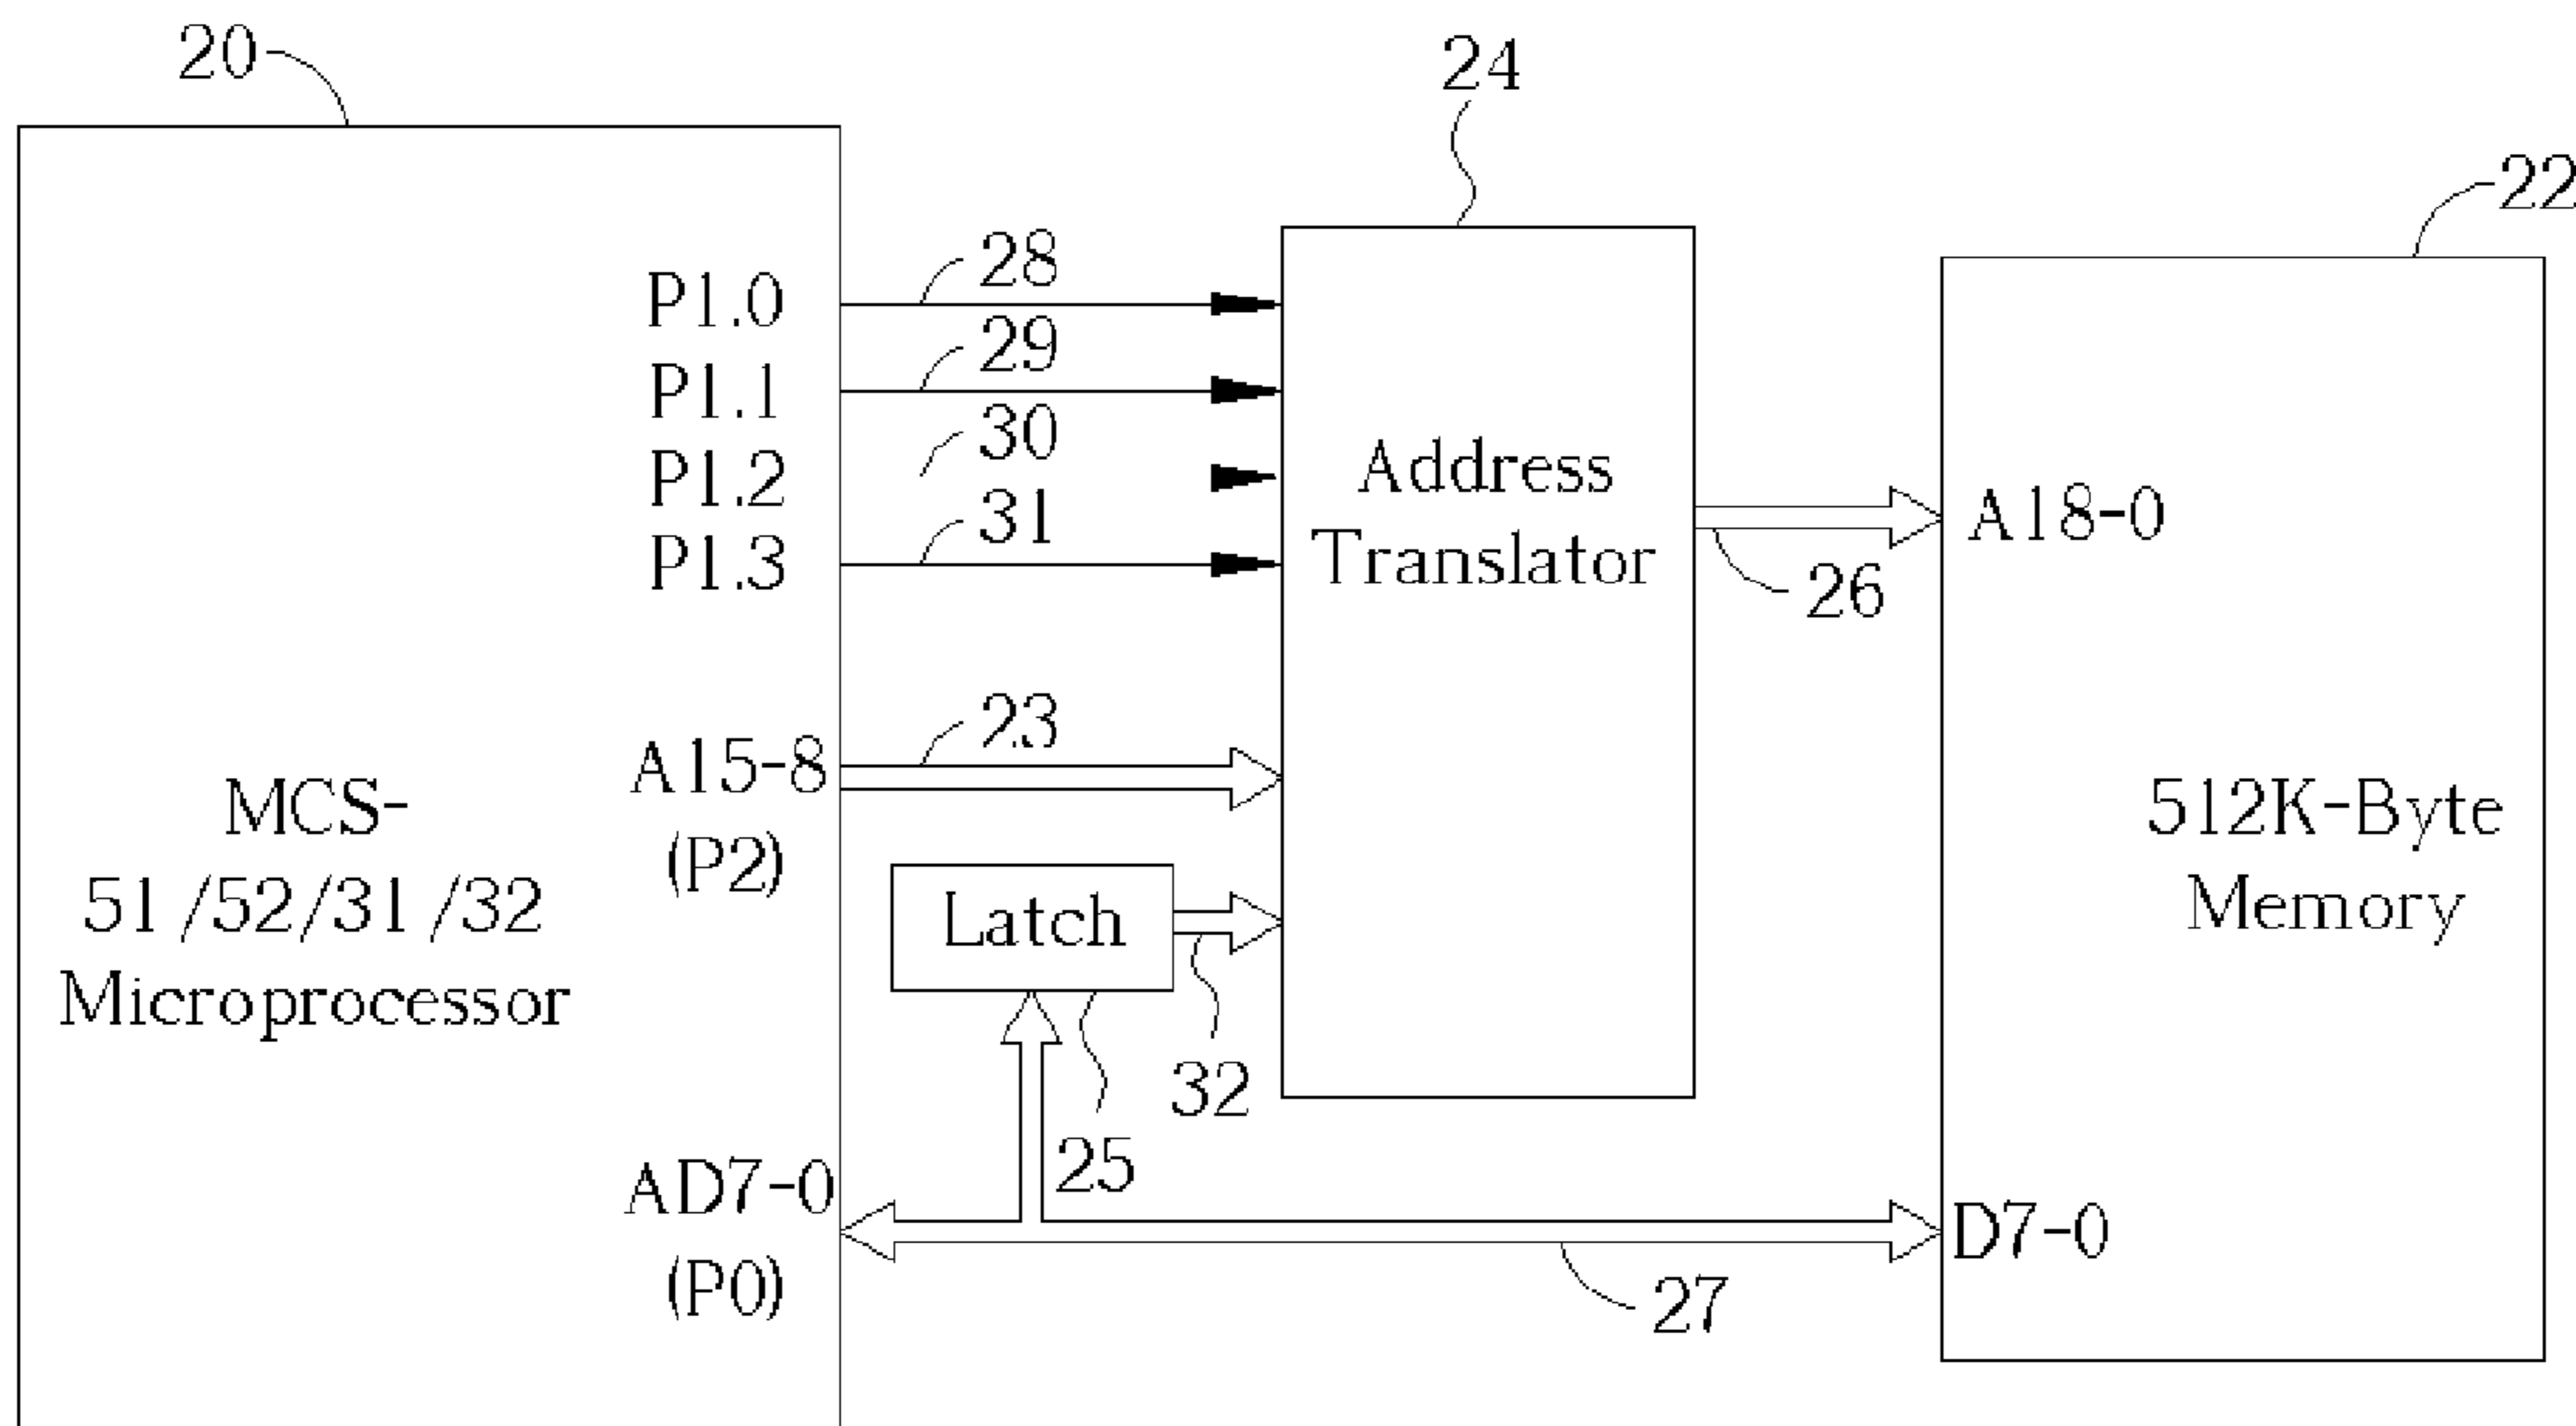 20
24
22
P1.0
28
P1.1
29
P1.2
30
P1.3
31
Address
Translator
A18-0
26
A15-8
(P2)
23
MCS-
51/52/31/32
Microprocessor
Latch
32
25
512K-Byte
Memory
AD7-0
(P0)
D7-0
27